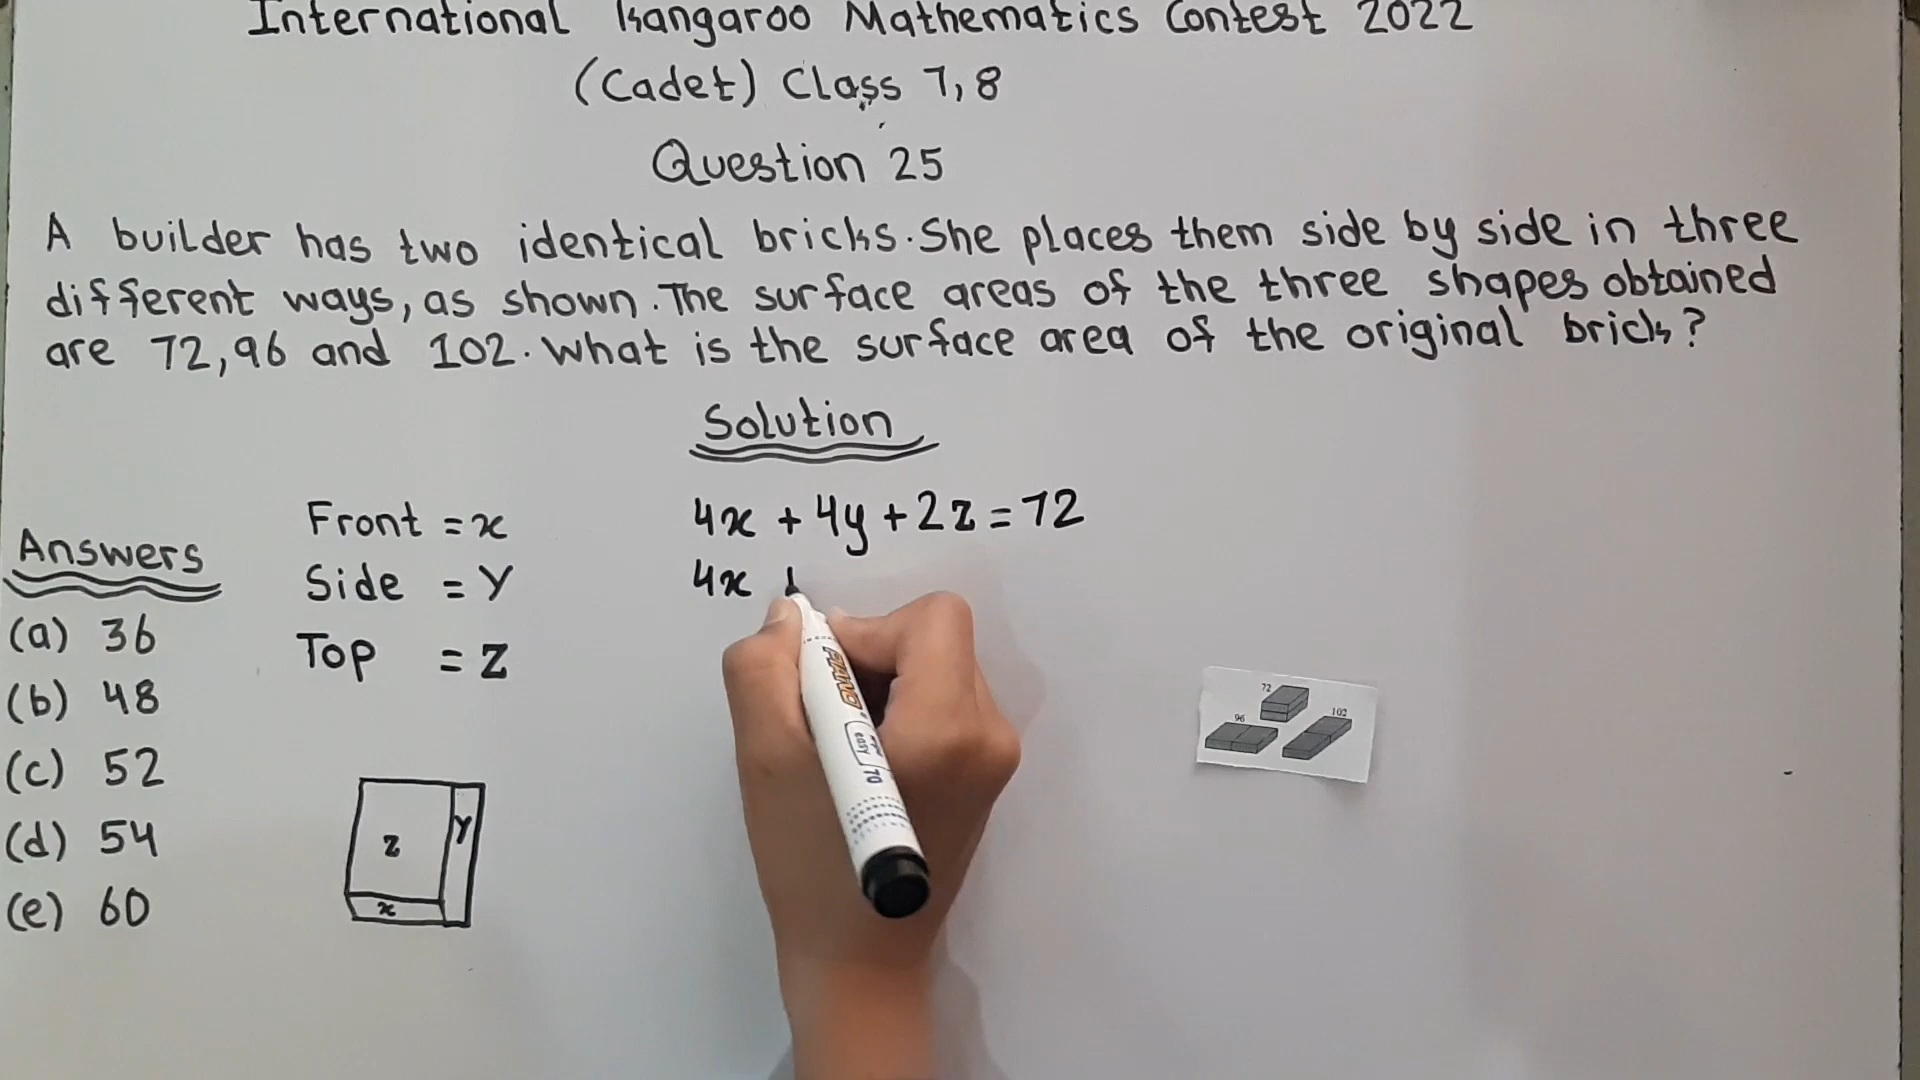 International Kangaroo Mathematics Contest 2022
(Cadet) Class 7,8
Question 25
A builder has two identical bricks. She places them side by side in three
different ways, as shown. The surface areas of the three shapes obtained
are 72,96 and 102. What is the surface area of the original brick?
Solution
Answers
(a) 36
(b) 48
(c) 52
(d) 54
(e) 60
Front = x
Side = Y
Top = Z
Z
Y
x
4x + 4y + 2z = 72
4x
PIANO
easy
70
72
96
102